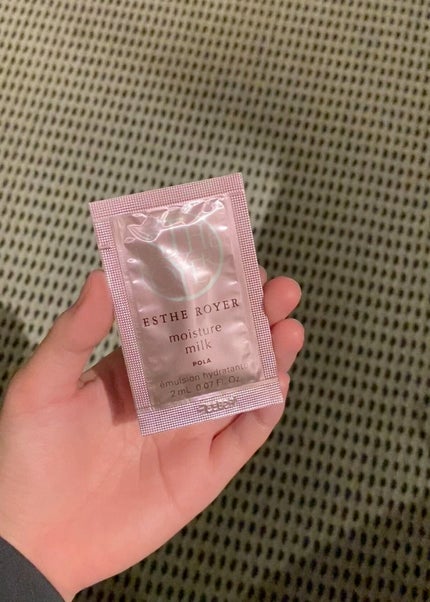 ESTHE ROYER
moisture
milk
POLA
émulsion hydratante
2 mL 0.07 Fl. Oz.